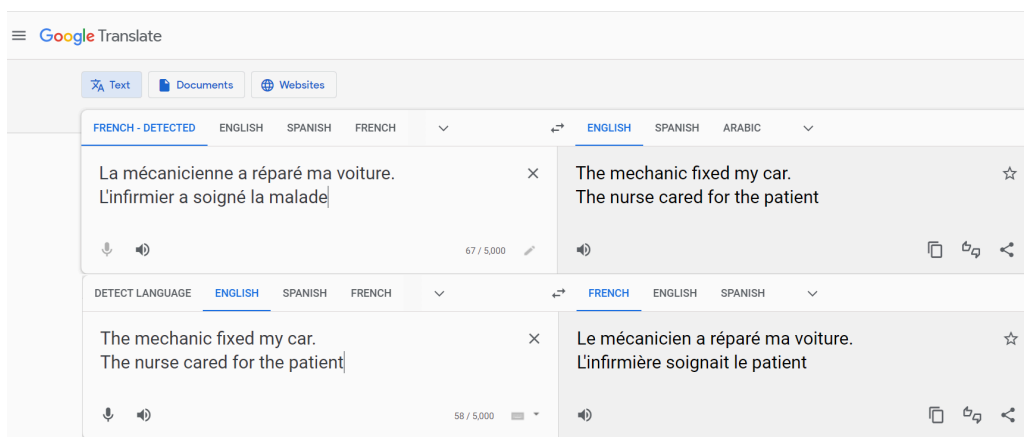 Google Translate
Text Documents Websites
FRENCH - DETECTED ENGLISH SPANISH FRENCH ENGLISH SPANISH ARABIC
La mécanicienne a réparé ma voiture. The mechanic fixed my car.
L'infirmier a soigné la malade The nurse cared for the patient
67 / 5,000
DETECT LANGUAGE ENGLISH SPANISH FRENCH FRENCH ENGLISH SPANISH
The mechanic fixed my car. Le mécanicien a réparé ma voiture.
The nurse cared for the patient L'infirmière soignait le patient
58 / 5,000